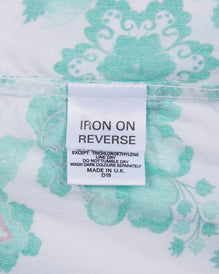 IRON ON
REVERSE
EXCEPT TRICHLOROETHYLENE
LINE DRY
DO NOT TUMBLE DRY
WASH DARK COLOURS SEPARATELY
MADE IN U.K.
D19